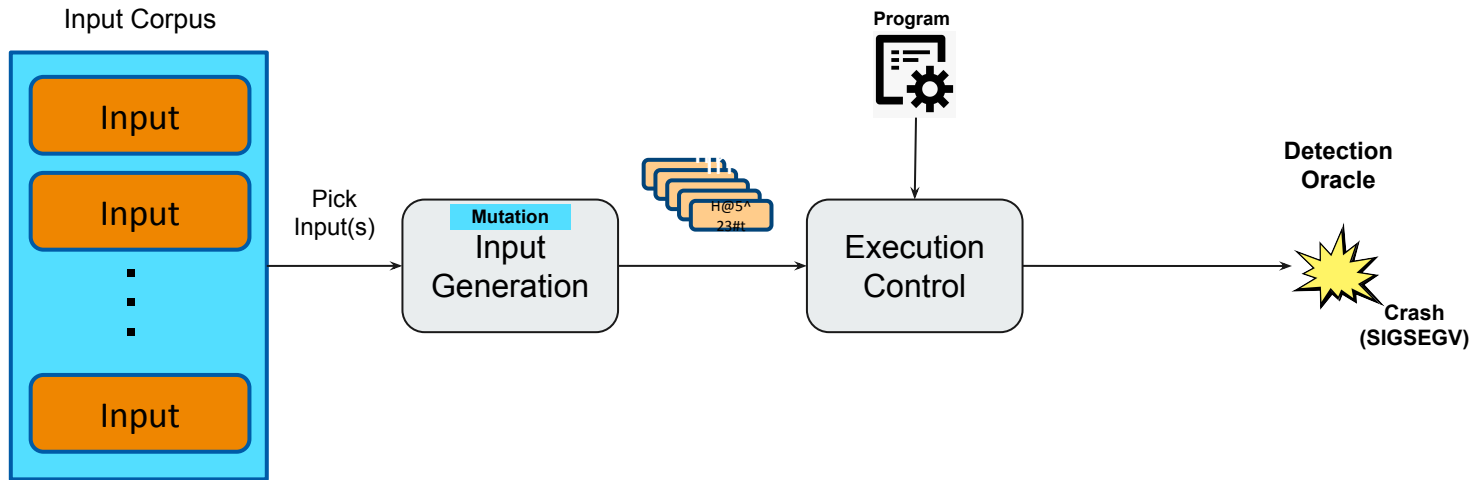 Input Corpus
Input
Input
Input
Pick
Input(s)
Mutation
Input
Generation
H@5^
23#t
Program
Execution
Control
Detection
Oracle
Crash
(SIGSEGV)